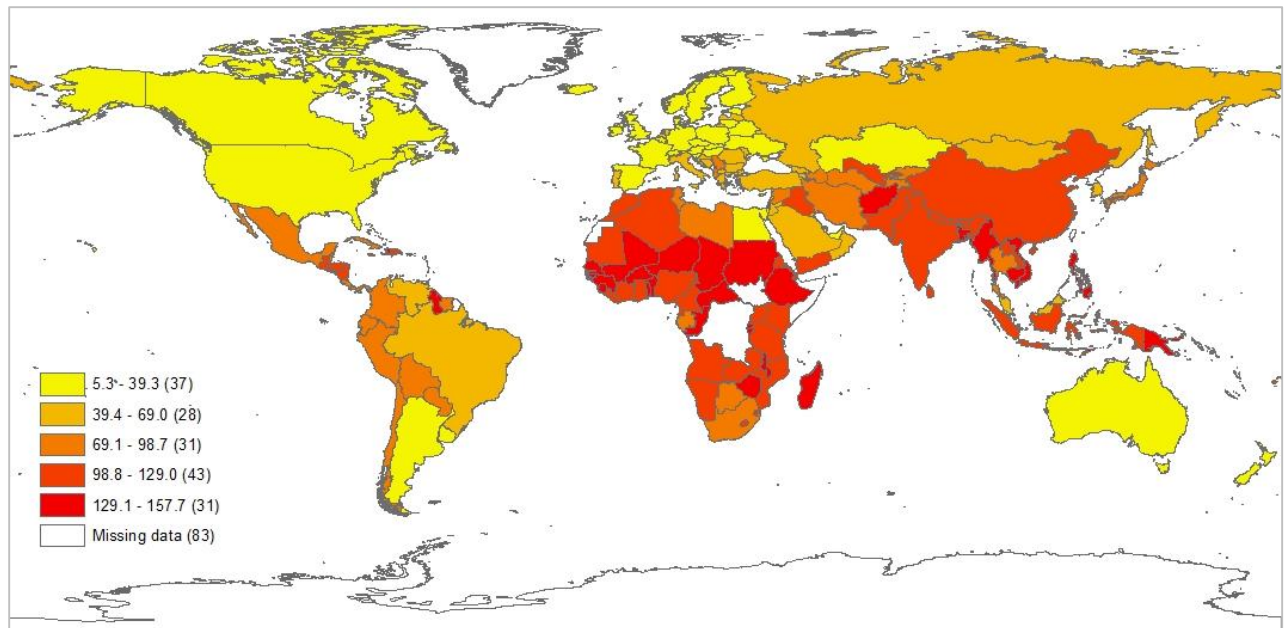 5.3 - 39.3 (37)
39.4 - 69.0 (28)
69.1 - 98.7 (31)
98.8 - 129.0 (43)
129.1 - 157.7 (31)
Missing data (83)